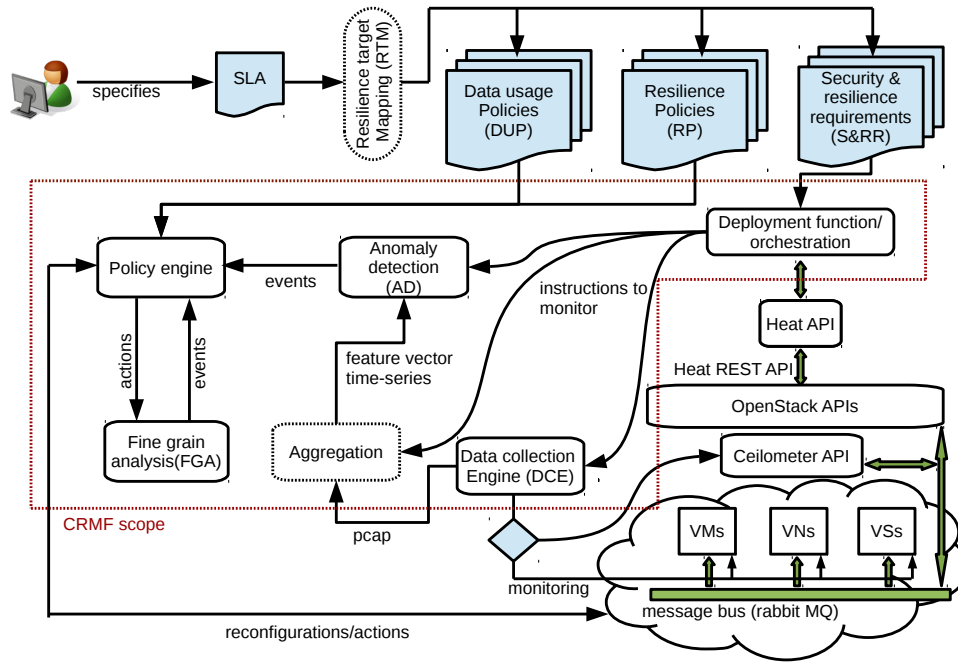 specifies
SLA
Resilience target
Mapping (RTM)
Data usage
Policies
(DUP)
Resilience
Policies
(RP)
Security &
resilience
requirements
(S&RR)
Policy engine
events
Anomaly
detection
(AD)
Deployment function/
orchestration
instructions to
monitor
Heat API
actions
events
feature vector
time-series
Heat REST API
OpenStack APIs
Fine grain
analysis(FGA)
Aggregation
Data collection
Engine (DCE)
Ceilometer API
CRMF scope
pcap
VMs
VNs
VSs
monitoring
message bus (rabbit MQ)
reconfigurations/actions